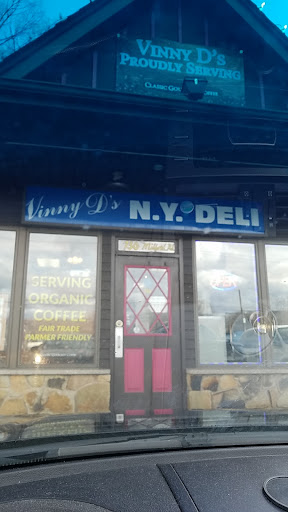 VINNY D'S
PROUDLY SERVING
Vinny D's N.Y. DELI
SERVING
ORGANIC
COFFEE
FAIR TRADE
FARMER FRIENDLY